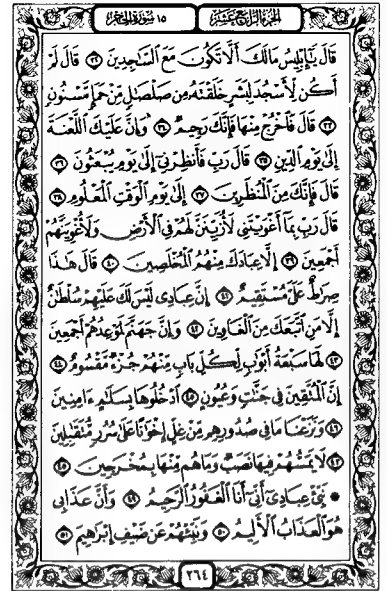 الجزء الرابع عشر ١٥ سورة الحجر
قَالَ يَٰٓإِبۡلِيسُ مَالَكَ أَلَّا تَكُونَ مَعَ ٱلسَّٰجِدِينَ ٣٢ قَالَ لَمۡ
أَكُن لِّأَسۡجُدَ لِبَشَرٍ خَلَقۡتَهُۥ مِن صَلۡصَٰلٖ مِّنۡ حَمَإٖ مَّسۡنُونٖ
٣٣ قَالَ فَٱخۡرُجۡ مِنۡهَا فَإِنَّكَ رَجِيمٞ ٣٤ وَإِنَّ عَلَيۡكَ ٱللَّعۡنَةَ
إِلَىٰ يَوۡمِ ٱلدِّينِ ٣٥ قَالَ رَبِّ فَأَنظِرۡنِيٓ إِلَىٰ يَوۡمِ يُبۡعَثُونَ ٣٦
قَالَ فَإِنَّكَ مِنَ ٱلۡمُنظَرِينَ ٣٧ إِلَىٰ يَوۡمِ ٱلۡوَقۡتِ ٱلۡمَعۡلُومِ ٣٨
قَالَ رَبِّ بِمَآ أَغۡوَيۡتَنِي لَأُزَيِّنَنَّ لَهُمۡ فِي ٱلۡأَرۡضِ وَلَأُغۡوِيَنَّهُمۡ
أَجۡمَعِينَ ٣٩ إِلَّا عِبَادَكَ مِنۡهُمُ ٱلۡمُخۡلَصِينَ ٤٠ قَالَ هَٰذَا
صِرَٰطٌ عَلَيَّ مُسۡتَقِيمٌ ٤١ إِنَّ عِبَادِي لَيۡسَ لَكَ عَلَيۡهِمۡ سُلۡطَٰنٌ
إِلَّا مَنِ ٱتَّبَعَكَ مِنَ ٱلۡغَاوِينَ ٤٢ وَإِنَّ جَهَنَّمَ لَمَوۡعِدُهُمۡ أَجۡمَعِينَ
٤٣ لَهَا سَبۡعَةُ أَبۡوَٰبٖ لِّكُلِّ بَابٖ مِّنۡهُمۡ جُزۡءٞ مَّقۡسُومٌ ٤٤
إِنَّ ٱلۡمُتَّقِينَ فِي جَنَّٰتٖ وَعُيُونٍ ٤٥ ٱدۡخُلُوهَا بِسَلَٰمٍ ءَامِنِينَ
٤٦ وَنَزَعۡنَا مَا فِي صُدُورِهِم مِّنۡ غِلٍّ إِخۡوَٰنًا عَلَىٰ سُرُرٖ مُّتَقَٰبِلِينَ
٤٧ لَا يَمَسُّهُمۡ فِيهَا نَصَبٞ وَمَا هُم مِّنۡهَا بِمُخۡرَجِينَ ٤٨
۞ نَبِّئۡ عِبَادِيٓ أَنِّيٓ أَنَا ٱلۡغَفُورُ ٱلرَّحِيمُ ٤٩ وَأَنَّ عَذَابِي
هُوَ ٱلۡعَذَابُ ٱلۡأَلِيمُ ٥٠ وَنَبِّئۡهُمۡ عَن ضَيۡفِ إِبۡرَٰهِيمَ ٥١
٢٦٤